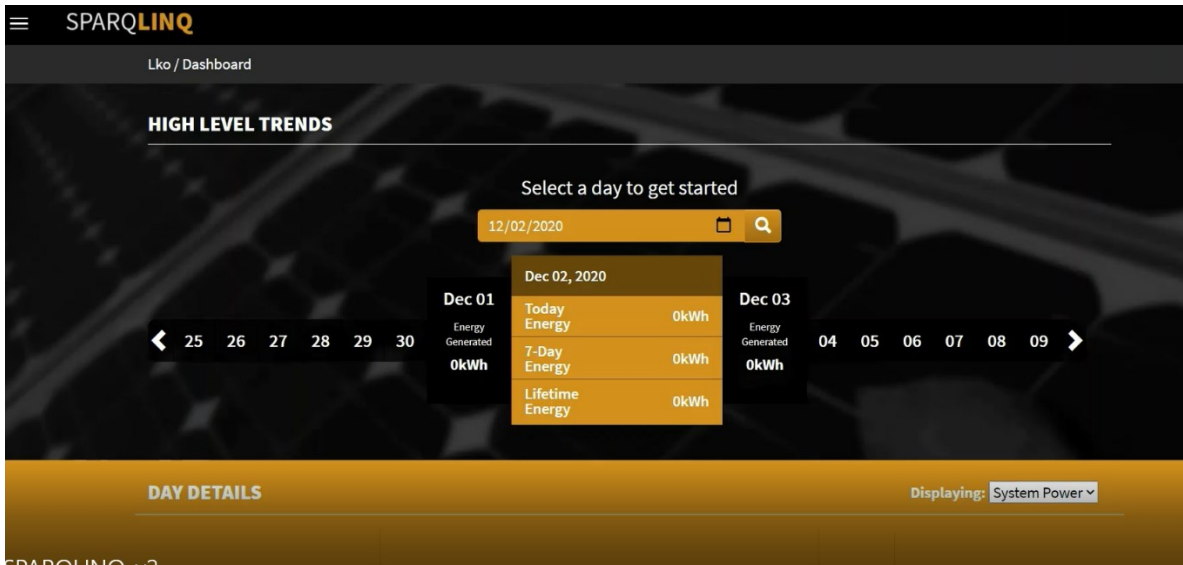 SPARQLINQ
Lko / Dashboard
HIGH LEVEL TRENDS
Select a day to get started
12/02/2020
25 26 27 28 29 30
Dec 01
Energy
Generated
0kWh
Dec 02, 2020
Today
Energy 0kWh
7-Day
Energy 0kWh
Lifetime
Energy 0kWh
Dec 03
Energy
Generated
0kWh
04 05 06 07 08 09
DAY DETAILS
Displaying: System Power